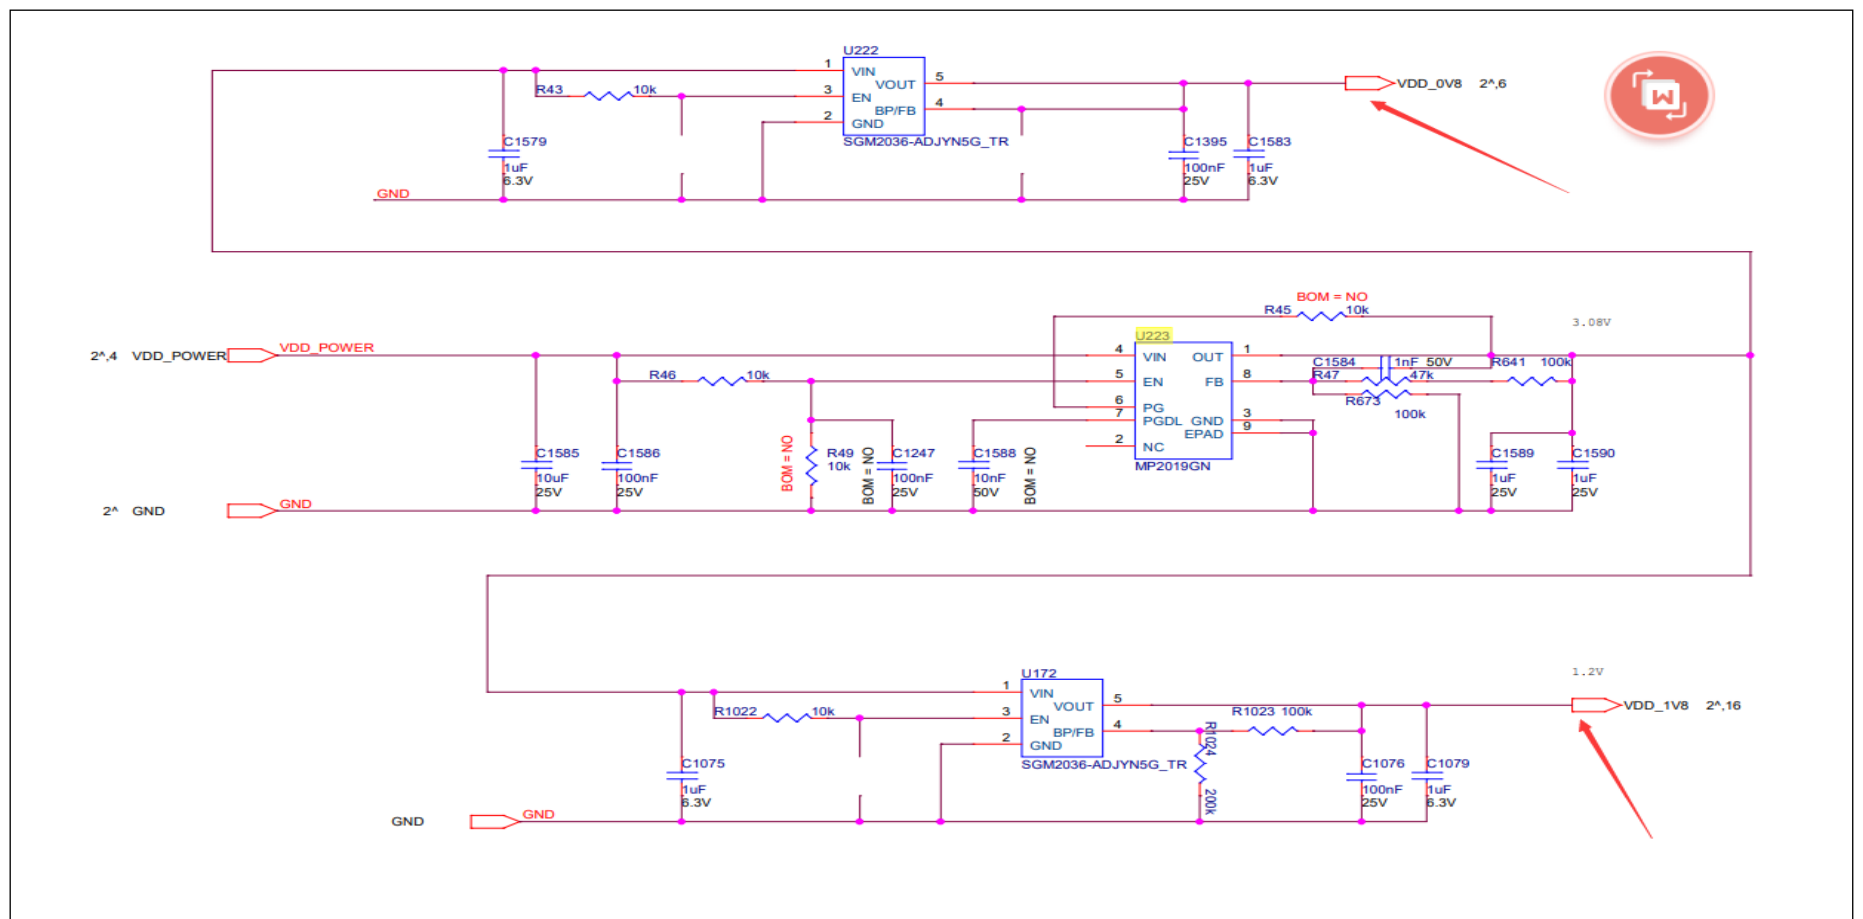 U222
1 VIN
VOUT 5
R43 10k
3 EN
BP/FB 4
2 GND
SGM2036-ADJYN5G_TR
VDD_0V8 2^,6
C1579
1uF
6.3V
C1395
100nF
25V
C1583
1uF
6.3V
GND
BOM = NO
R45 10k
3.08V
U223
2^,4 VDD_POWER
VDD_POWER
4 VIN OUT 1
C1584 1nF 50V
R641 100k
R46 10k
5 EN FB 8
R47 47k
R673
100k
6 PG
7 PGDL GND 3
EPAD 9
2 NC
MP2019GN
C1585
10uF
25V
C1586
100nF
25V
BOM = NO
R49
10k
BOM = NO
C1247
100nF
25V
C1588
10nF
50V
BOM = NO
C1589
1uF
25V
C1590
1uF
25V
2^ GND
GND
U172
1.2V
1 VIN
VOUT 5
R1022 10k
3 EN
BP/FB 4
2 GND
SGM2036-ADJYN5G_TR
R1023 100k
R1024
200k
VDD_1V8 2^,16
C1075
1uF
6.3V
C1076
100nF
25V
C1079
1uF
6.3V
GND
GND